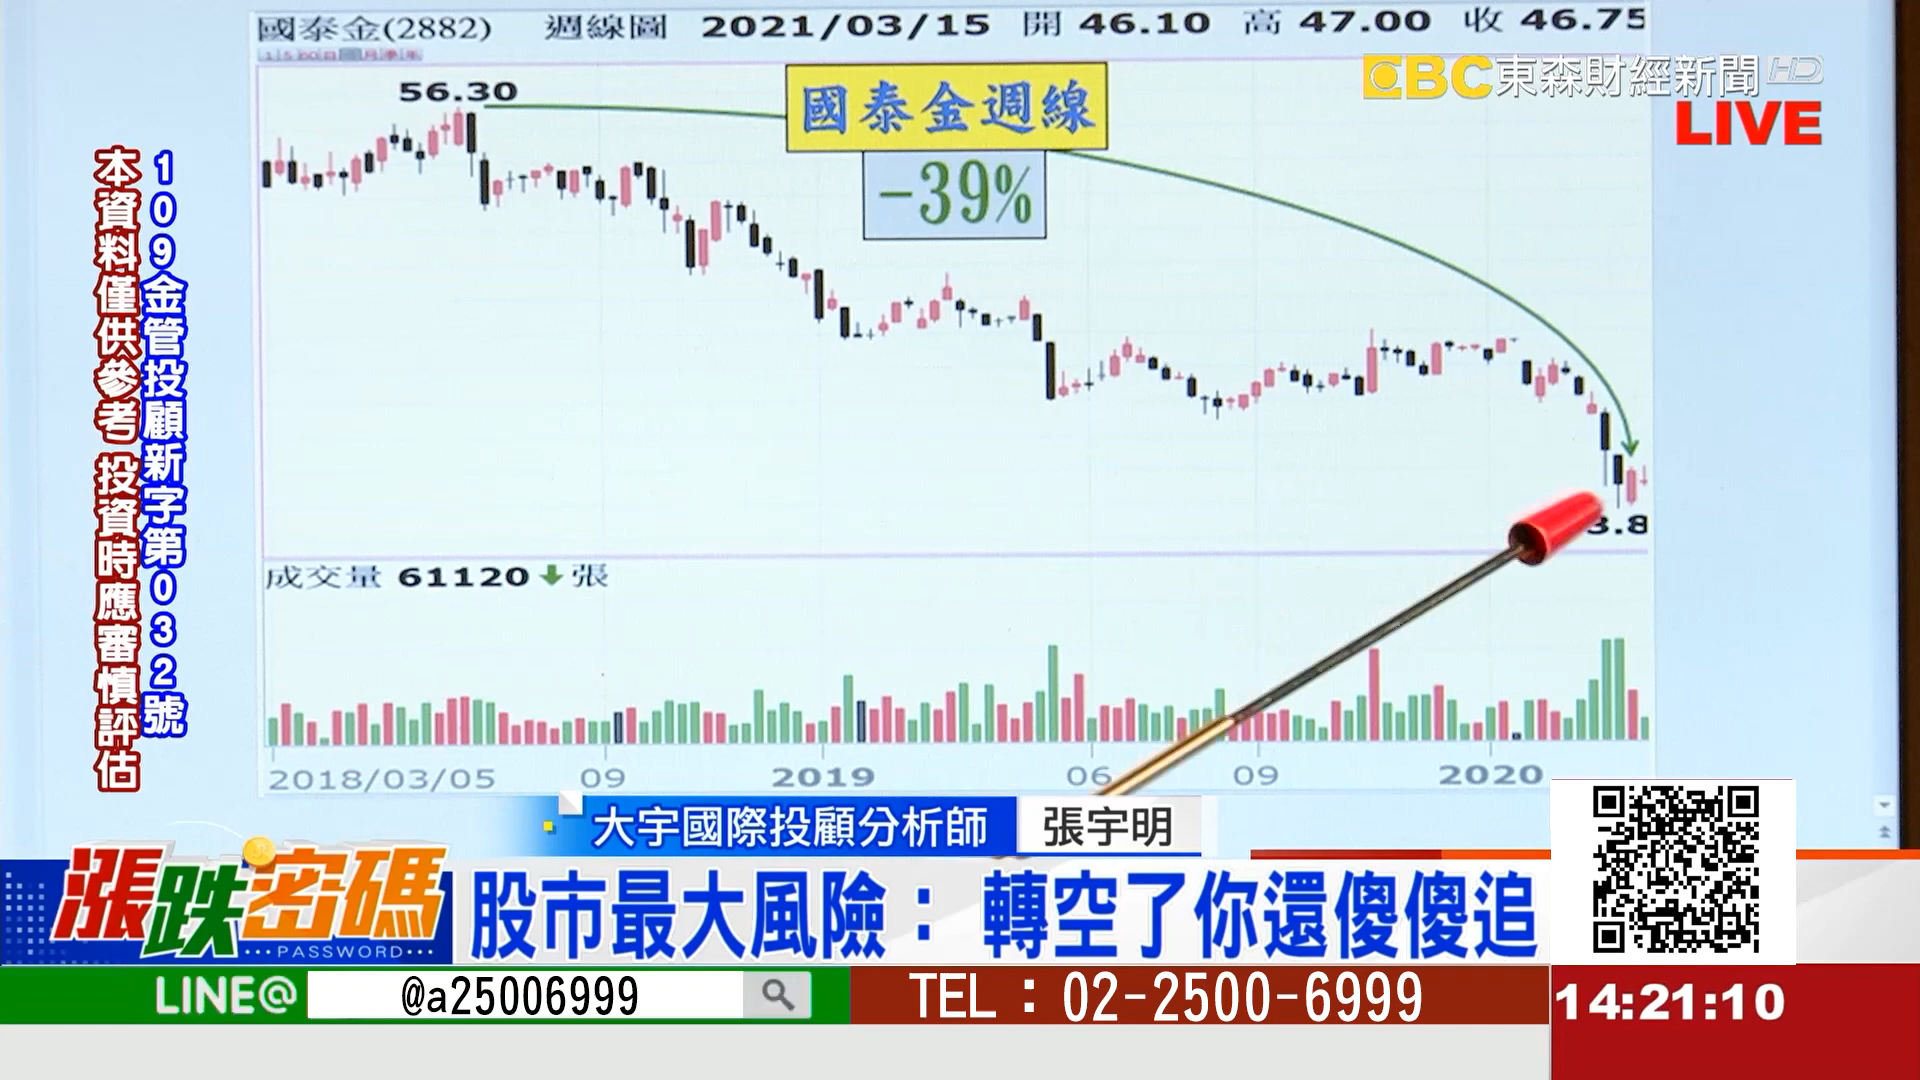 國泰金(2882) 週線圖 2021/03/15 開 46.10 高 47.00 收 46.75
EBC東森財經新聞HD
LIVE
56.30
國泰金週線
-39%
109金管投顧新字第032號
本資料僅供參考 投資時應審慎評估
3.8
成交量 61120 張
2018/03/05 09 2019 06 09 2020
大宇國際投顧分析師 張宇明
漲跌密碼
PASSWORD
股市最大風險： 轉空了你還傻傻追
LINE@ @a25006999 TEL：02-2500-6999 14:21:10